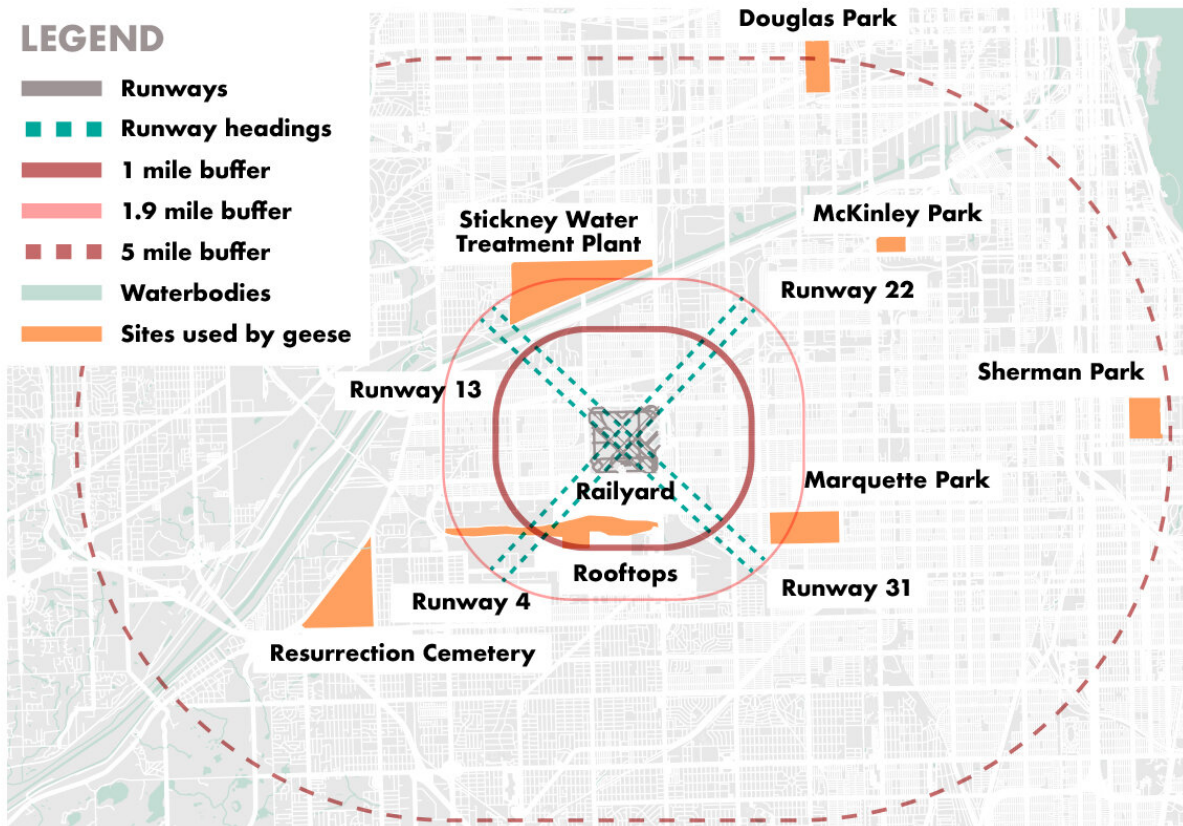 LEGEND
Runways
Runway headings
1 mile buffer
1.9 mile buffer
5 mile buffer
Waterbodies
Sites used by geese
Douglas Park
McKinley Park
Stickney Water
Treatment Plant
Runway 22
Runway 13
Sherman Park
Railyard
Marquette Park
Rooftops
Runway 4
Runway 31
Resurrection Cemetery